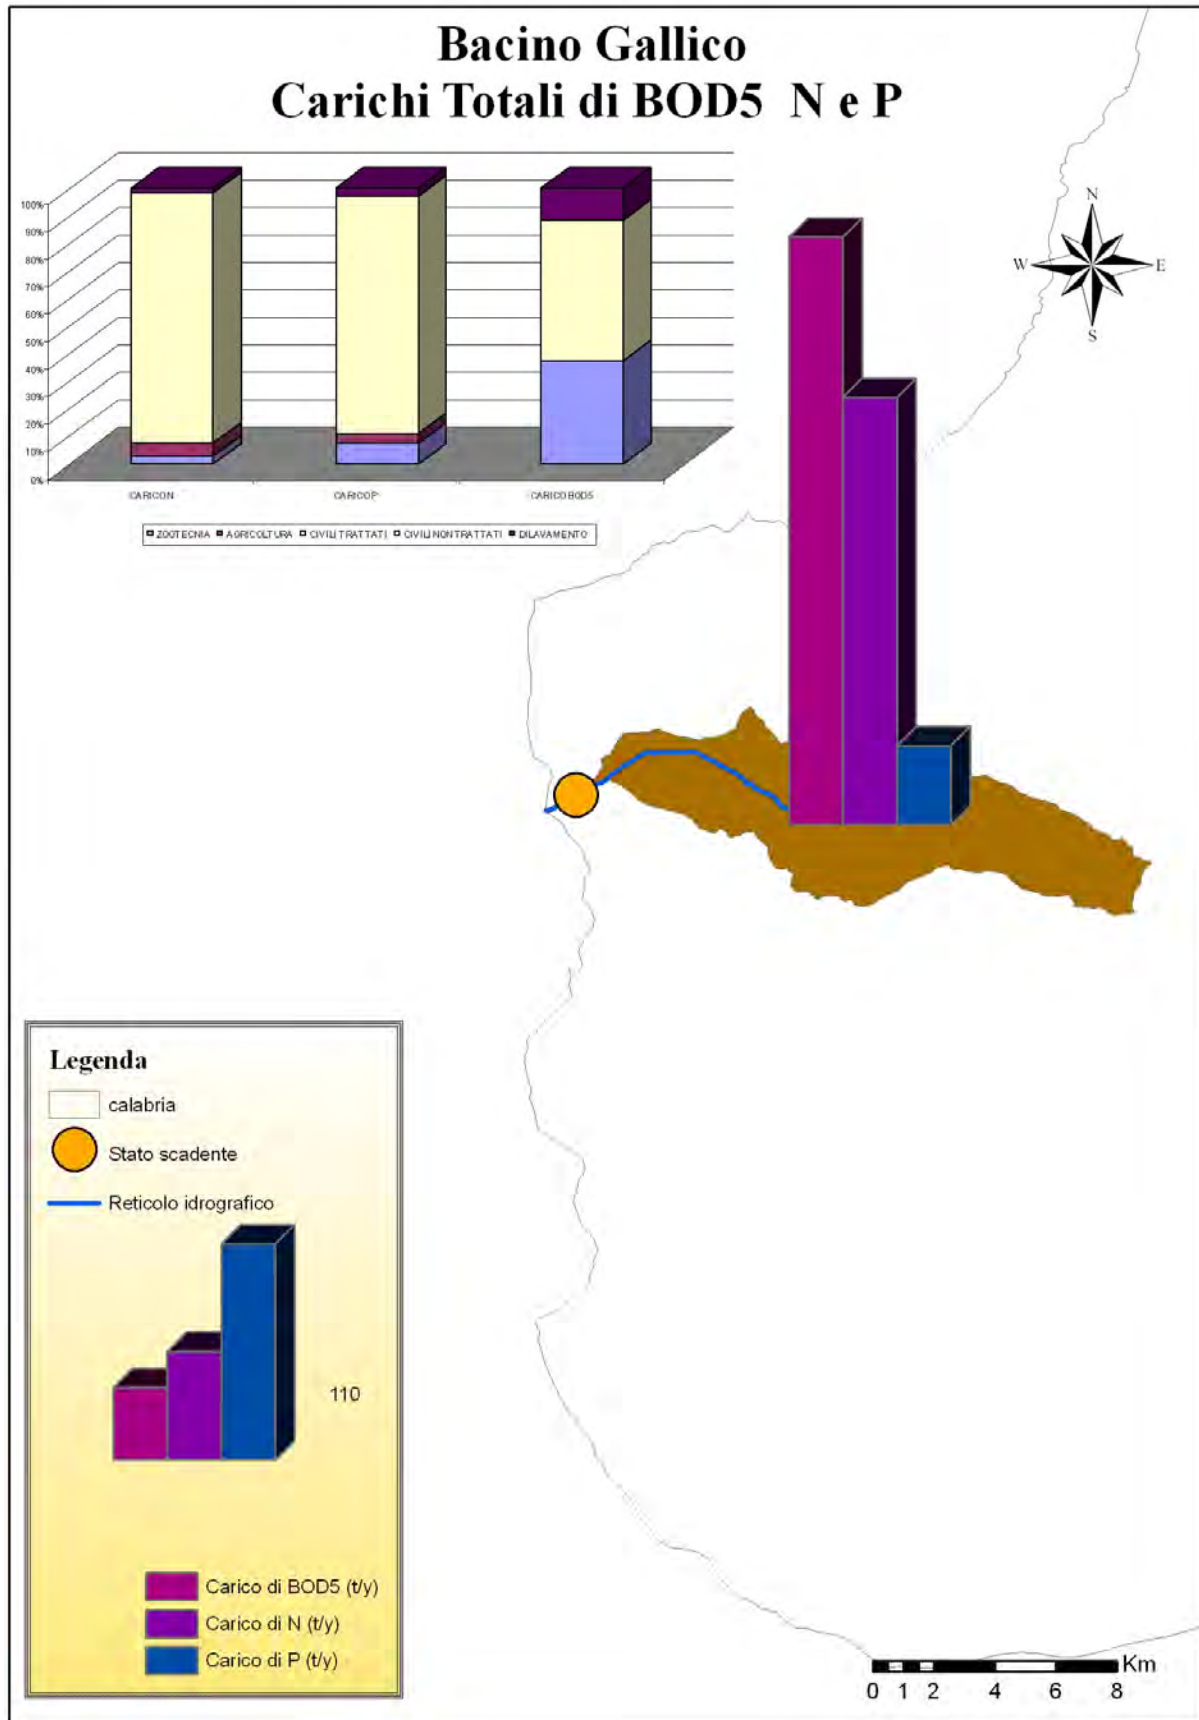 Bacino Gallico
Carichi Totali di BOD5 N e P
100%
90%
80%
70%
60%
50%
40%
30%
20%
10%
0%
CARICO N
CARICO P
CARICO BOD5
ZOOTECNIA AGRICOLTURA CIVILI TRATTATI CIVILI NON TRATTATI DILAVAMENTO
N
W E
S
Legenda
calabria
Stato scadente
Reticolo idrografico
110
Carico di BOD5 (t/y)
Carico di N (t/y)
Carico di P (t/y)
Km
0 1 2 4 6 8